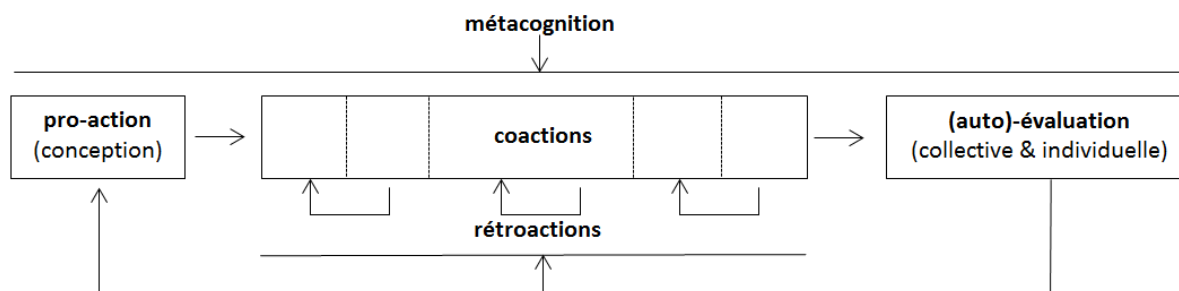 métacognition
pro-action
(conception)
coactions
(auto)-évaluation
(collective & individuelle)
rétroactions